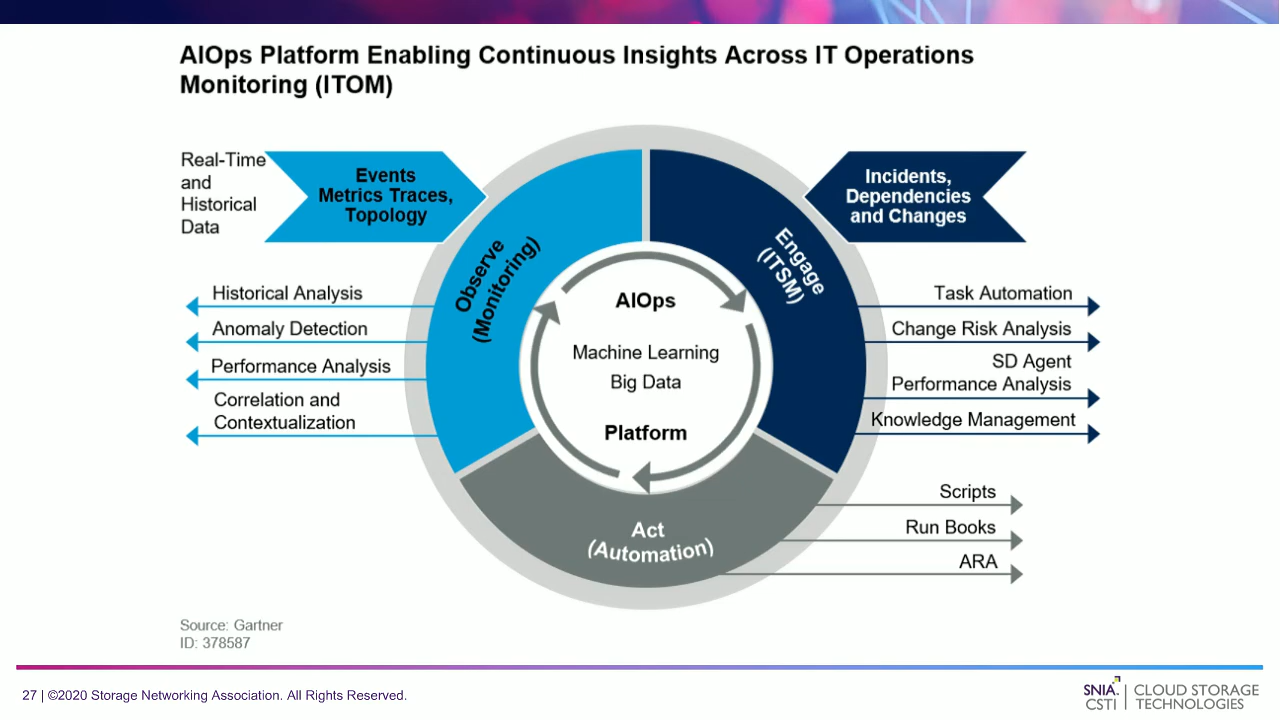 AIOps Platform Enabling Continuous Insights Across IT Operations
Monitoring (ITOM)
Real-Time
and
Historical
Data
Events
Metrics Traces,
Topology
Incidents,
Dependencies
and Changes
Observe
(Monitoring)
Engage
(ITSM)
Historical Analysis
Anomaly Detection
Performance Analysis
Correlation and
Contextualization
AIOps
Machine Learning
Big Data
Platform
Task Automation
Change Risk Analysis
SD Agent
Performance Analysis
Knowledge Management
Act
(Automation)
Scripts
Run Books
ARA
Source: Gartner
ID: 378587
27 | ©2020 Storage Networking Association. All Rights Reserved.
SNIA
CSTI
CLOUD STORAGE
TECHNOLOGIES